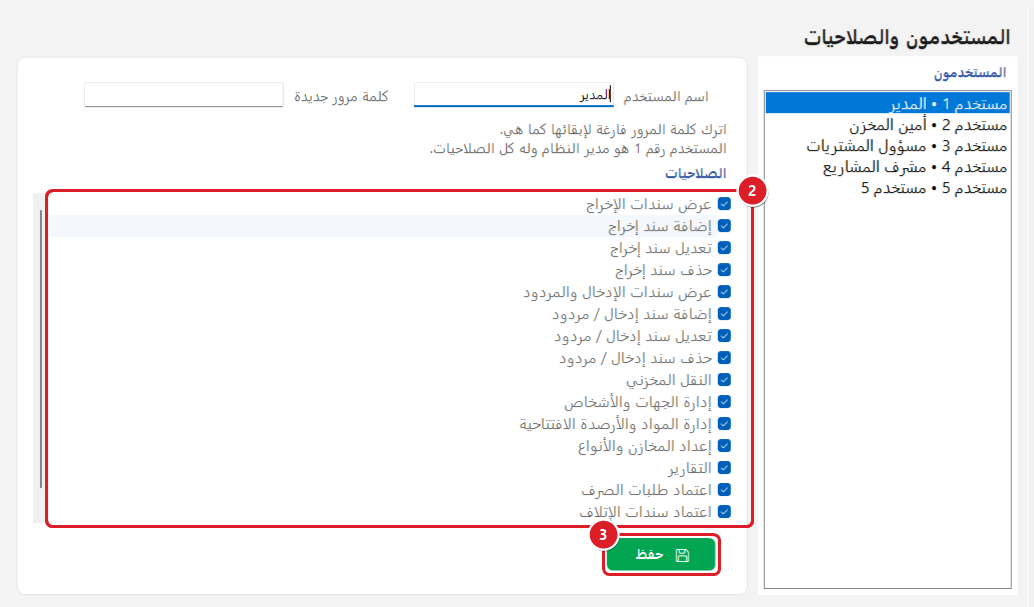 المستخدمون والصلاحيات
المستخدمون
مستخدم 1 • المدير
مستخدم 2 • أمين المخزن
مستخدم 3 • مسؤول المشتريات
مستخدم 4 • مشرف المشاريع
مستخدم 5 • مستخدم 5
اسم المستخدم المدير كلمة مرور جديدة
اترك كلمة المرور فارغة لإبقائها كما هي.
المستخدم رقم 1 هو مدير النظام وله كل الصلاحيات.
الصلاحيات
2
عرض سندات الإخراج
إضافة سند إخراج
تعديل سند إخراج
حذف سند إخراج
عرض سندات الإدخال والمردود
إضافة سند إدخال / مردود
تعديل سند إدخال / مردود
حذف سند إدخال / مردود
النقل المخزني
إدارة الجهات والأشخاص
إدارة المواد والأرصدة الافتتاحية
إعداد المخازن والأنواع
التقارير
اعتماد طلبات الصرف
اعتماد سندات الإتلاف
3
حفظ